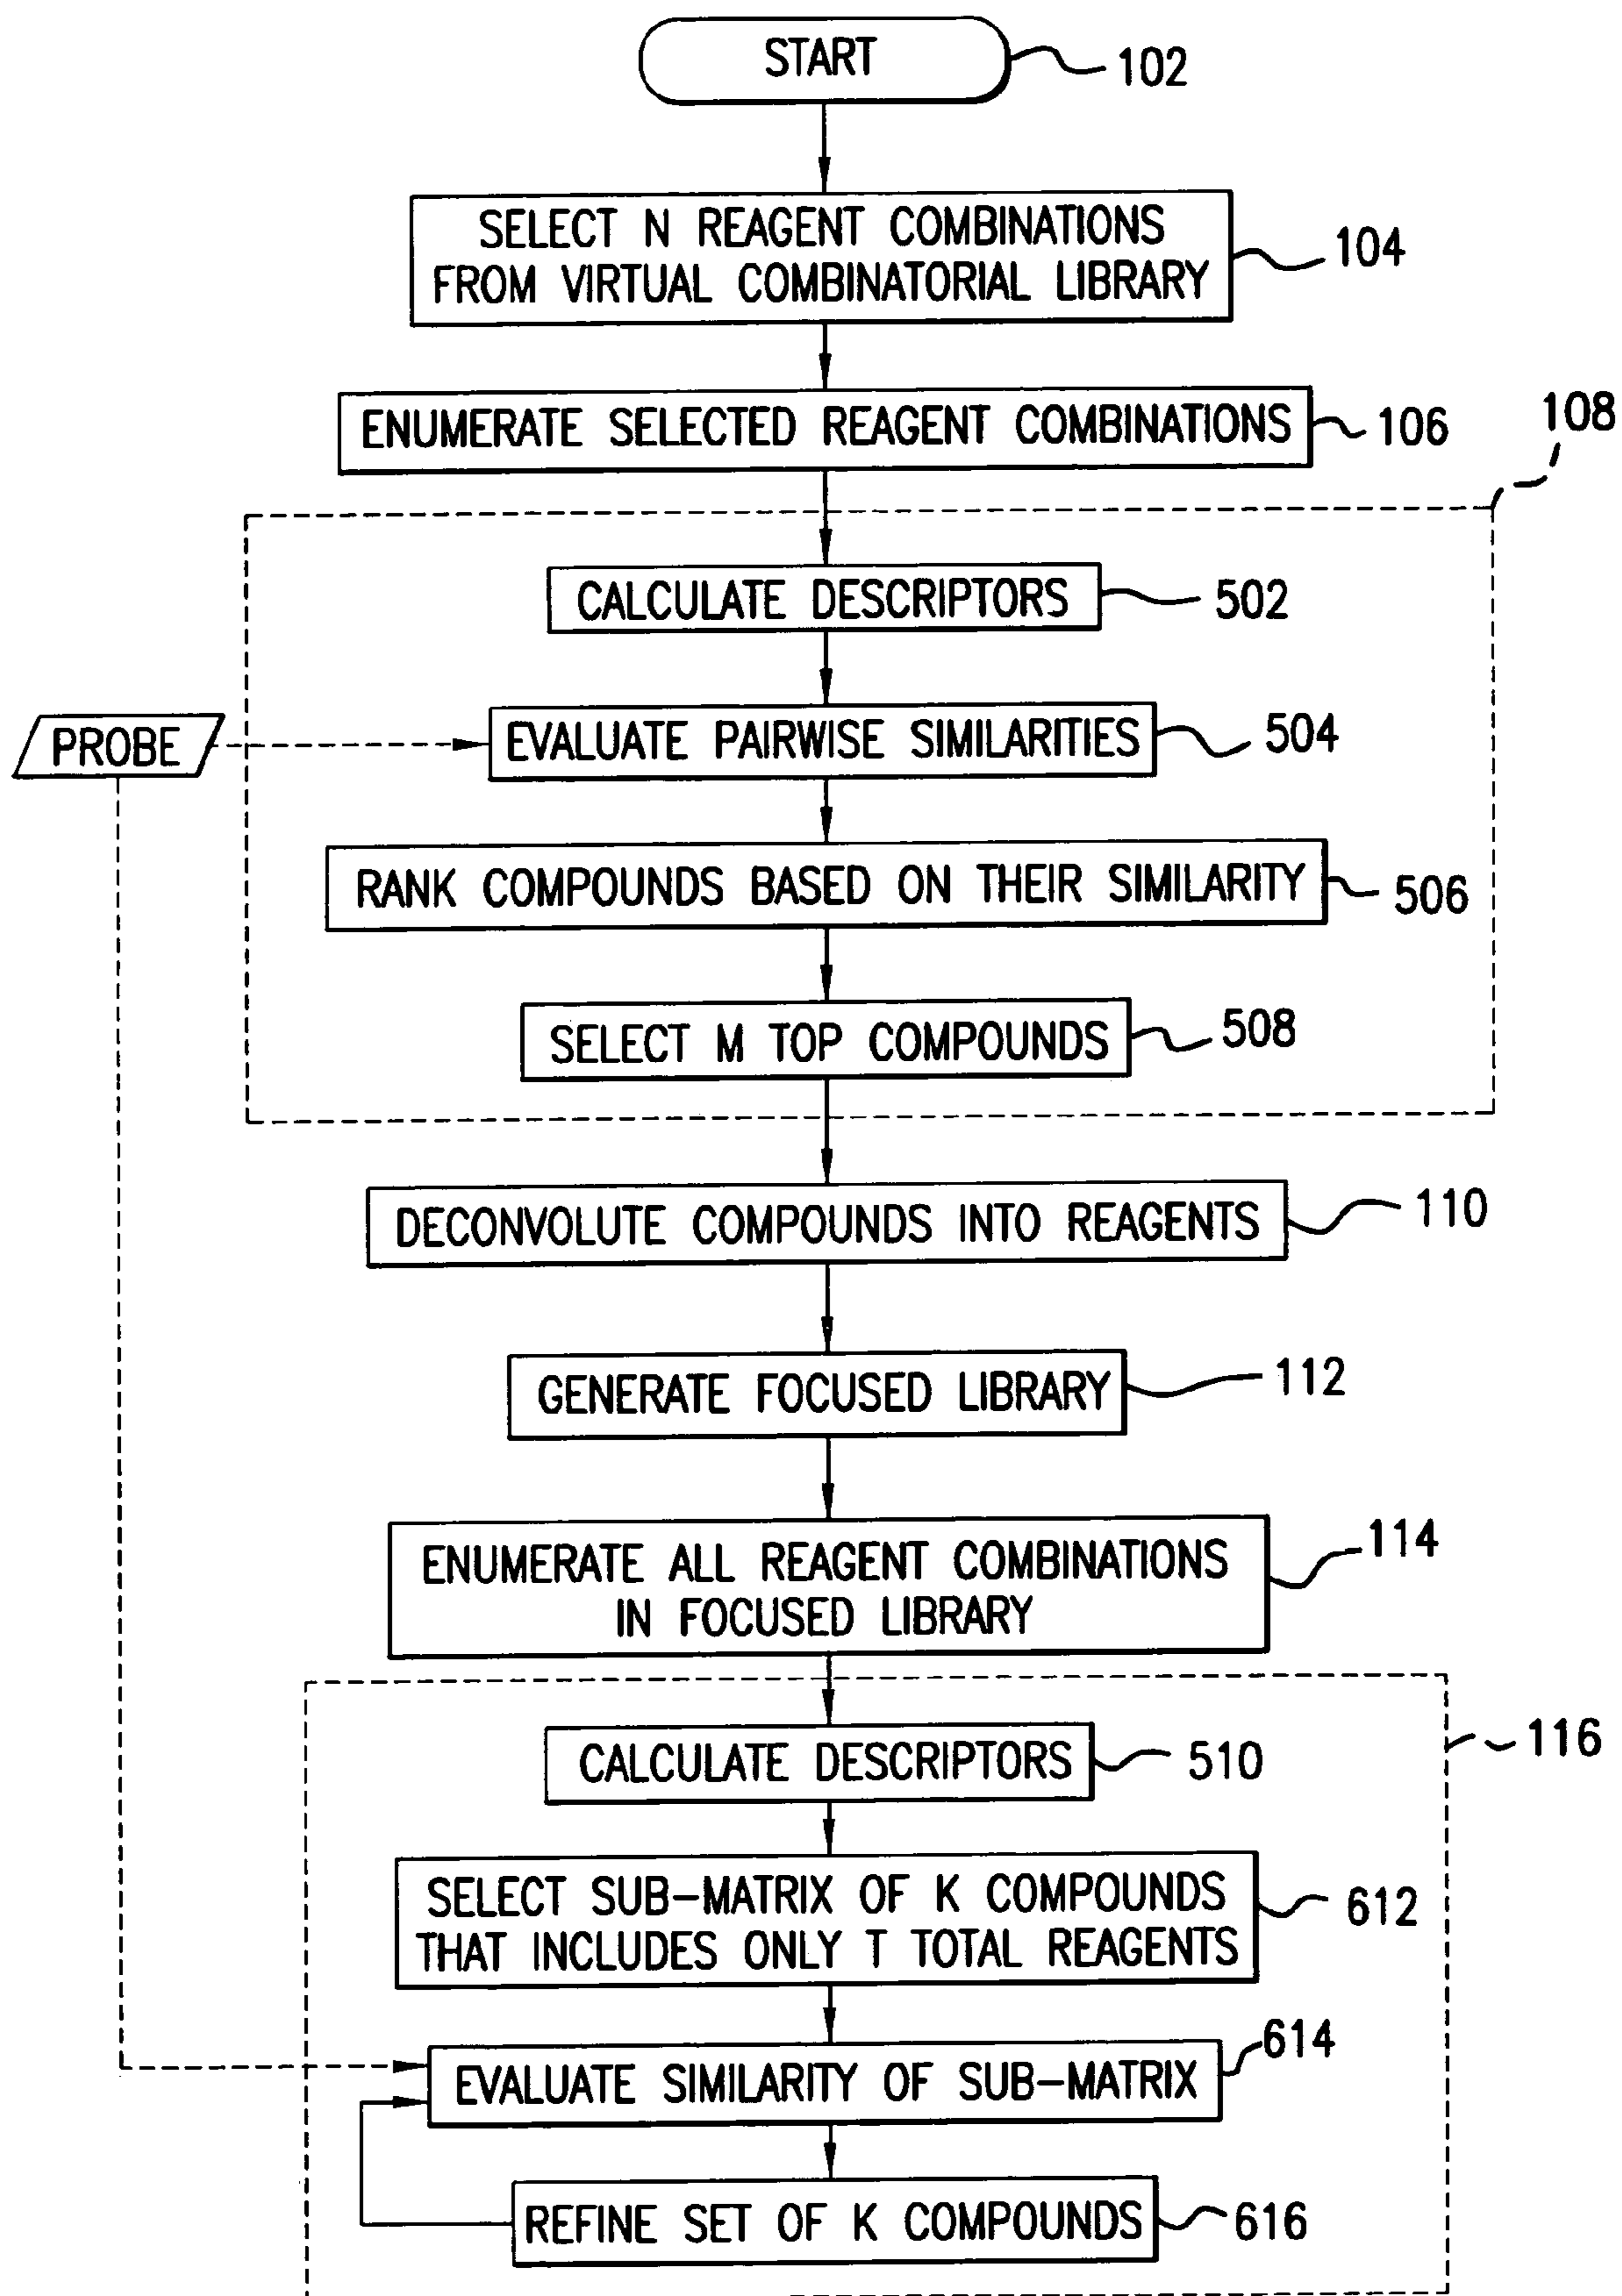 START
102
SELECT N REAGENT COMBINATIONS
FROM VIRTUAL COMBINATORIAL LIBRARY
104
ENUMERATE SELECTED REAGENT COMBINATIONS
106
108
CALCULATE DESCRIPTORS
502
PROBE
EVALUATE PAIRWISE SIMILARITIES
504
RANK COMPOUNDS BASED ON THEIR SIMILARITY
506
SELECT M TOP COMPOUNDS
508
DECONVOLUTE COMPOUNDS INTO REAGENTS
110
GENERATE FOCUSED LIBRARY
112
ENUMERATE ALL REAGENT COMBINATIONS
IN FOCUSED LIBRARY
114
CALCULATE DESCRIPTORS
510
116
SELECT SUB-MATRIX OF K COMPOUNDS
THAT INCLUDES ONLY T TOTAL REAGENTS
612
EVALUATE SIMILARITY OF SUB-MATRIX
614
REFINE SET OF K COMPOUNDS
616